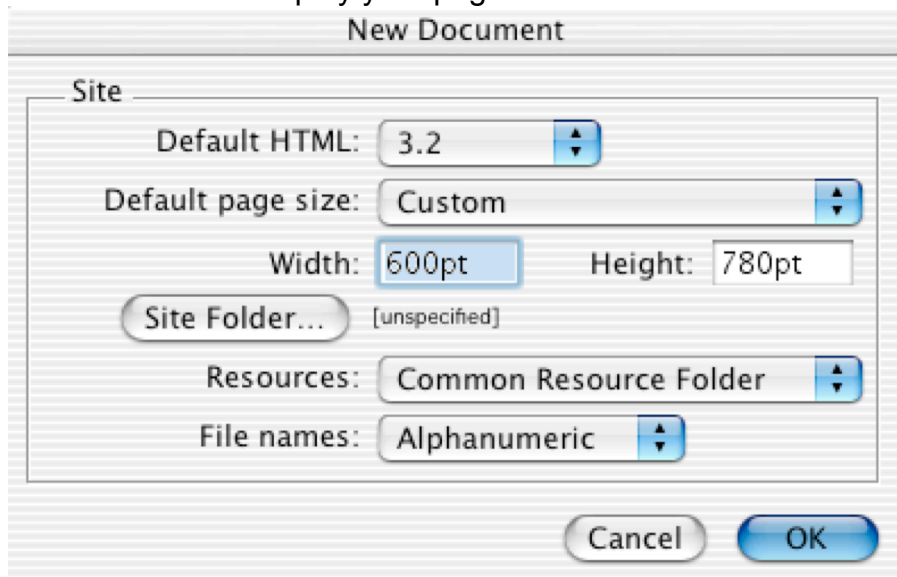 New Document
Site
Default HTML: 3.2
Default page size: Custom
Width: 600pt Height: 780pt
Site Folder... [unspecified]
Resources: Common Resource Folder
File names: Alphanumeric
Cancel OK